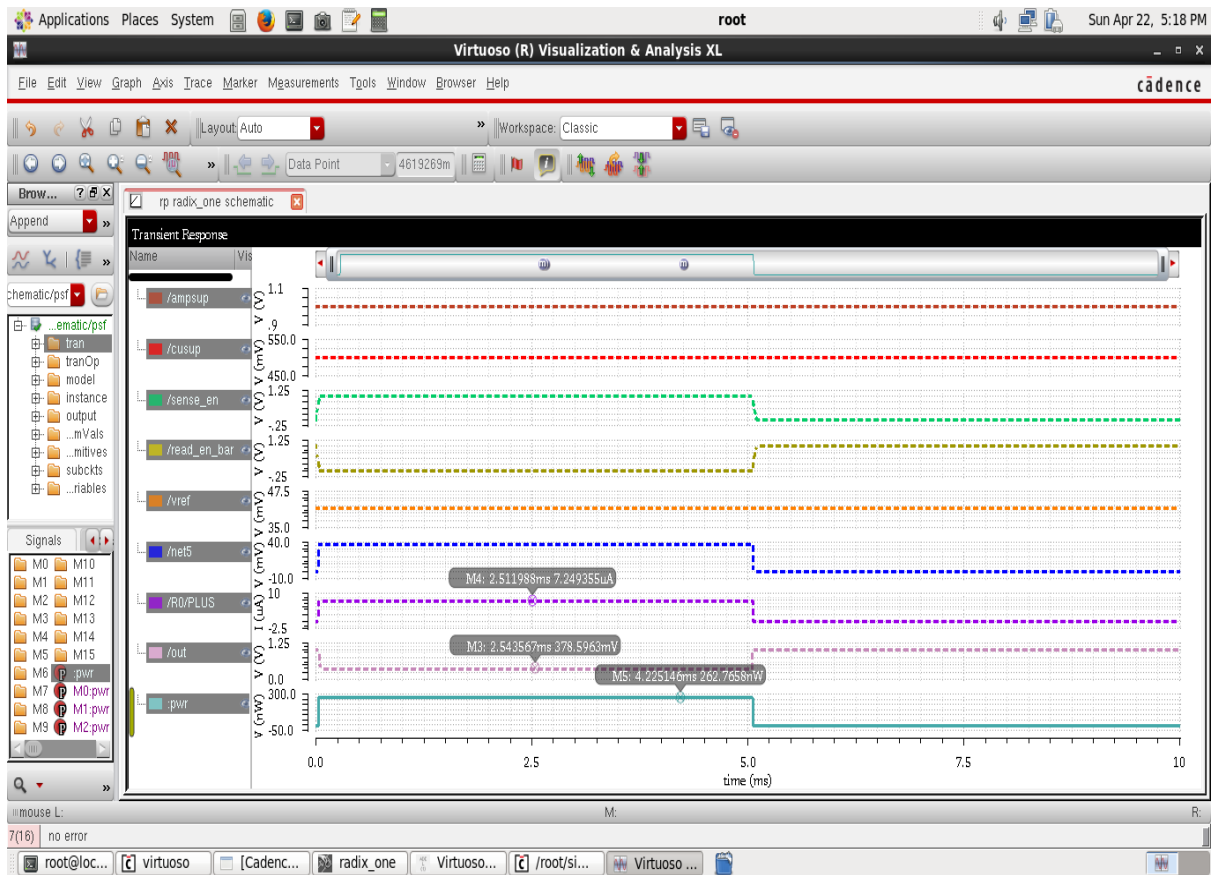 Applications Places System root Sun Apr 22, 5:18 PM
Virtuoso (R) Visualization & Analysis XL
File Edit View Graph Axis Trace Marker Measurements Tools Window Browser Help cādence
Layout: Auto » Workspace: Classic
» Data Point 4619269m
Brow... rp radix_one schematic
Append »
Transient Response
»
Name Vis
chematic/psf
...ematic/psf
tran
tranOp
model
instance
output
...mVals
...mitives
subckts
...riables
/ampsup V (V) 1.1 .9
/cusup V (mV) 550.0 450.0
/sense_en V (V) 1.25 -.25
/read_en_bar V (V) 1.25 -.25
/vref V (mV) 47.5 35.0
/net5 V (mV) 40.0 -10.0
M4: 2.511988ms 7.249355uA
/R0/PLUS I (uA) 10 -2.5
M3: 2.543567ms 378.5963mV
/out V (V) 1.25 0.0
M5: 4.225146ms 262.7658nW
:pwr V (nW) 300.0 -50.0
0.0 2.5 5.0 7.5 10
time (ms)
Signals
M0 M10
M1 M11
M2 M12
M3 M13
M4 M14
M5 M15
M6 p :pwr
M7 p M0:pwr
M8 p M1:pwr
M9 p M2:pwr
»
mouse L: M: R:
7(16) no error
root@loc... virtuoso [Cadenc... radix_one Virtuoso... /root/si... Virtuoso ...